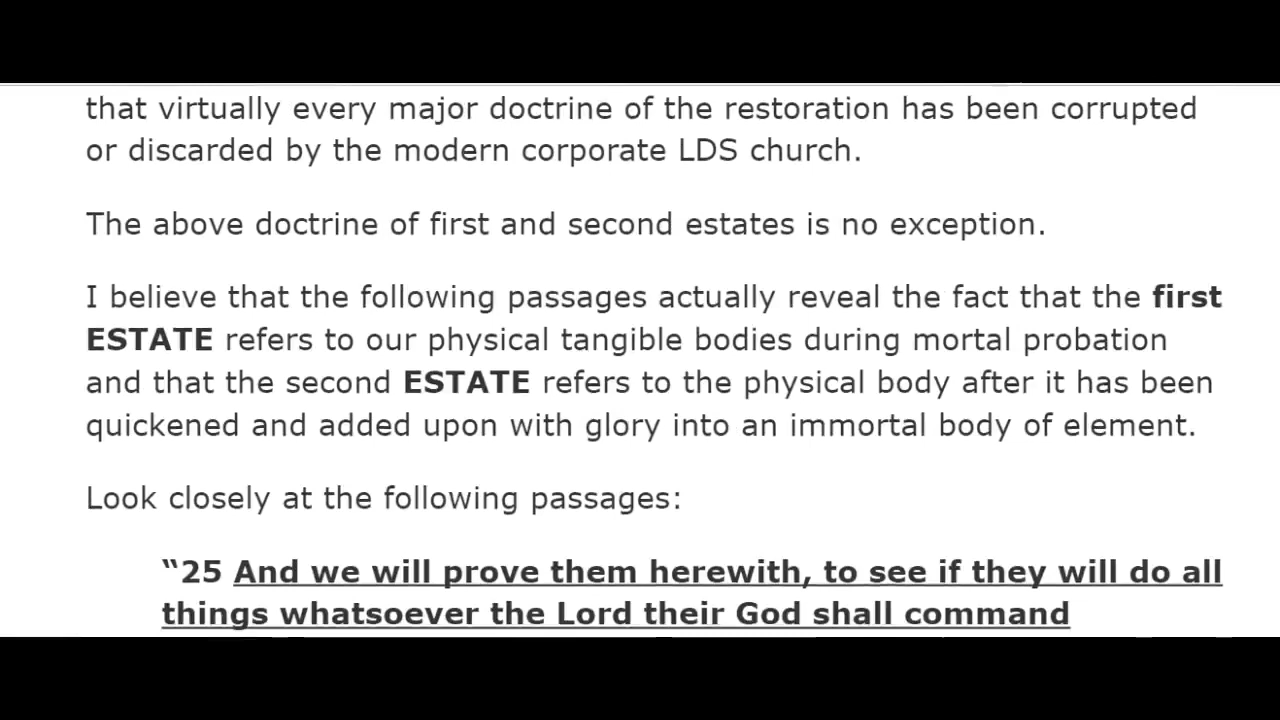 that virtually every major doctrine of the restoration has been corrupted
or discarded by the modern corporate LDS church.
The above doctrine of first and second estates is no exception.
I believe that the following passages actually reveal the fact that the first
ESTATE refers to our physical tangible bodies during mortal probation
and that the second ESTATE refers to the physical body after it has been
quickened and added upon with glory into an immortal body of element.
Look closely at the following passages:
“25 And we will prove them herewith, to see if they will do all
things whatsoever the Lord their God shall command